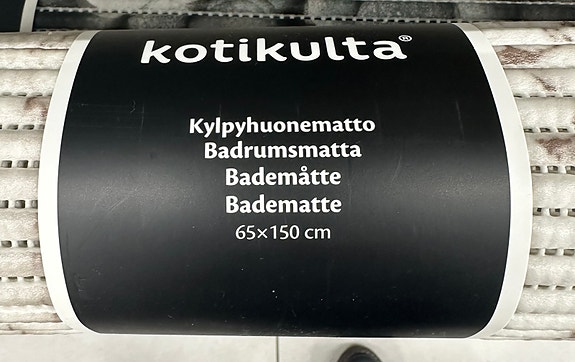 kotikulta®
Kylpyhuonematto
Badrumsmatta
Bademåtte
Badematte
65×150 cm